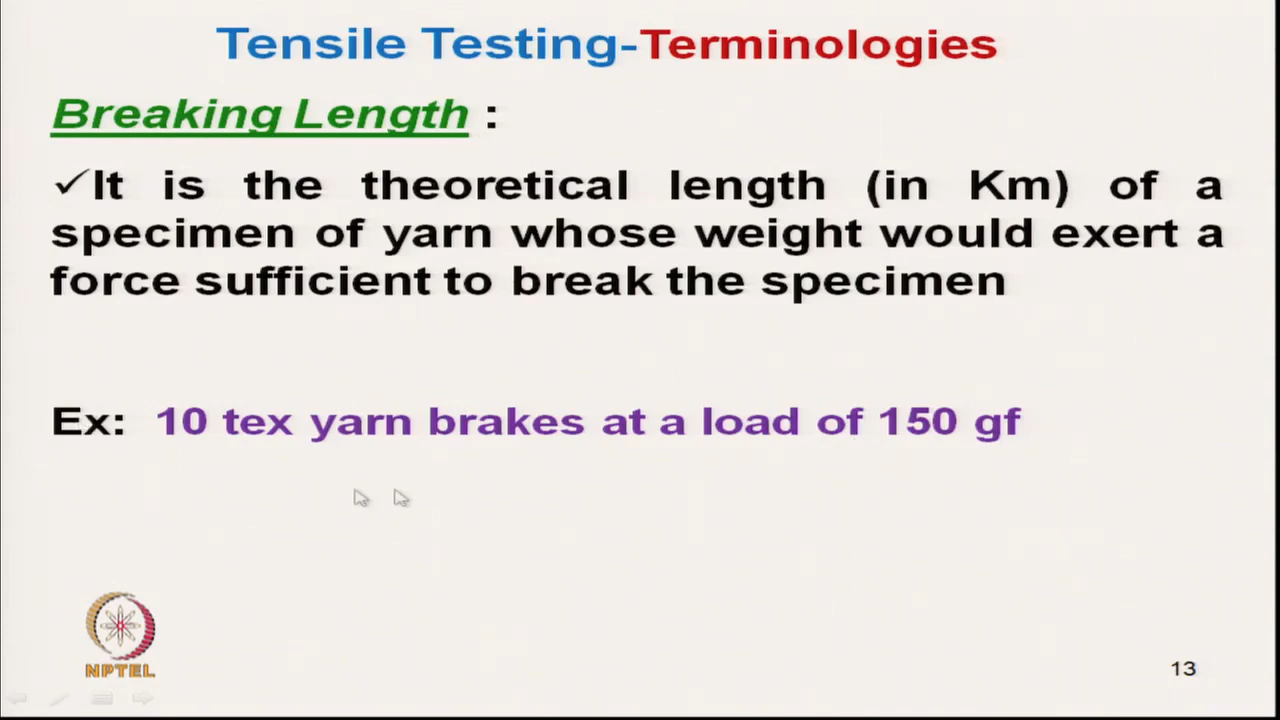 Tensile Testing-Terminologies
Breaking Length :
✓It is the theoretical length (in Km) of a
specimen of yarn whose weight would exert a
force sufficient to break the specimen
Ex: 10 tex yarn brakes at a load of 150 gf
NPTEL
13